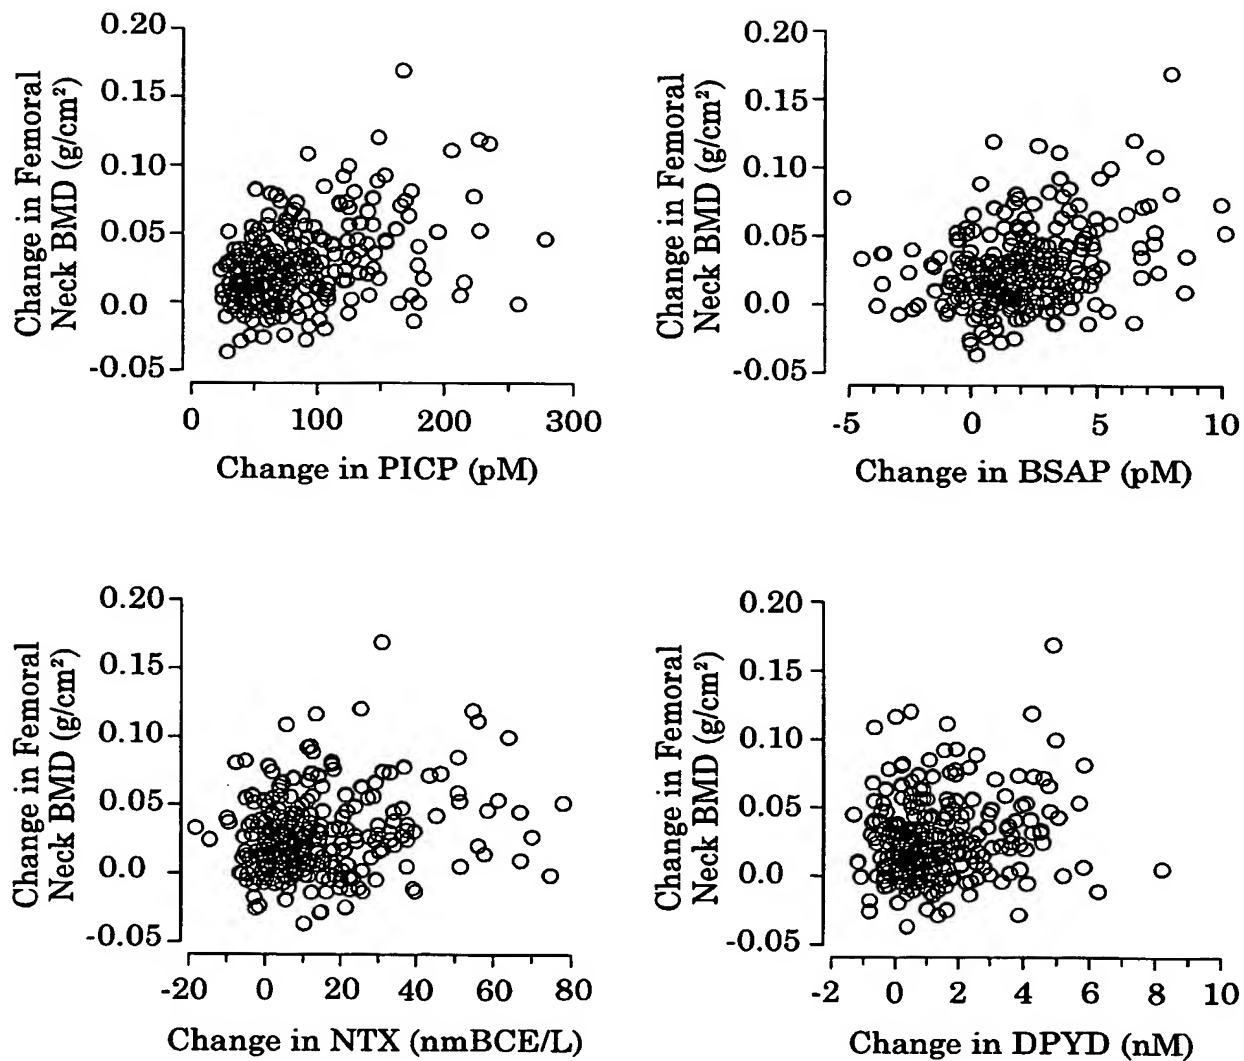 Change in Femoral
Neck BMD (g/cm²)
0.20
0.15
0.10
0.05
0.0
-0.05
0 100 200 300
Change in PICP (pM)
Change in Femoral
Neck BMD (g/cm²)
0.20
0.15
0.10
0.05
0.0
-0.05
-5 0 5 10
Change in BSAP (pM)
Change in Femoral
Neck BMD (g/cm²)
0.20
0.15
0.10
0.05
0.0
-0.05
-20 0 20 40 60 80
Change in NTX (nmBCE/L)
Change in Femoral
Neck BMD (g/cm²)
0.20
0.15
0.10
0.05
0.0
-0.05
-2 0 2 4 6 8 10
Change in DPYD (nM)